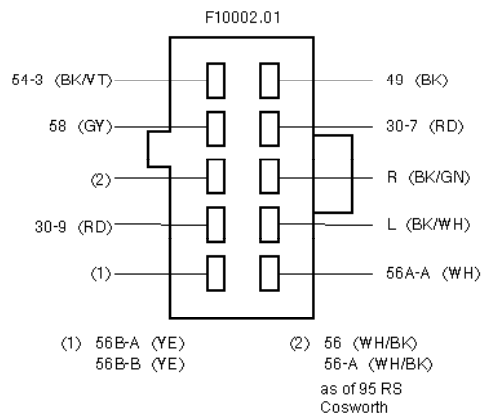 F10002.01
54-3 (BK/VT) 49 (BK)
58 (GY) 30-7 (RD)
(2) R (BK/GN)
30-9 (RD) L (BK/WH)
(1) 56A-A (WH)
(1) 56B-A (YE) (2) 56 (WH/BK)
56B-B (YE) 56-A (WH/BK)
as of 95 RS
Cosworth